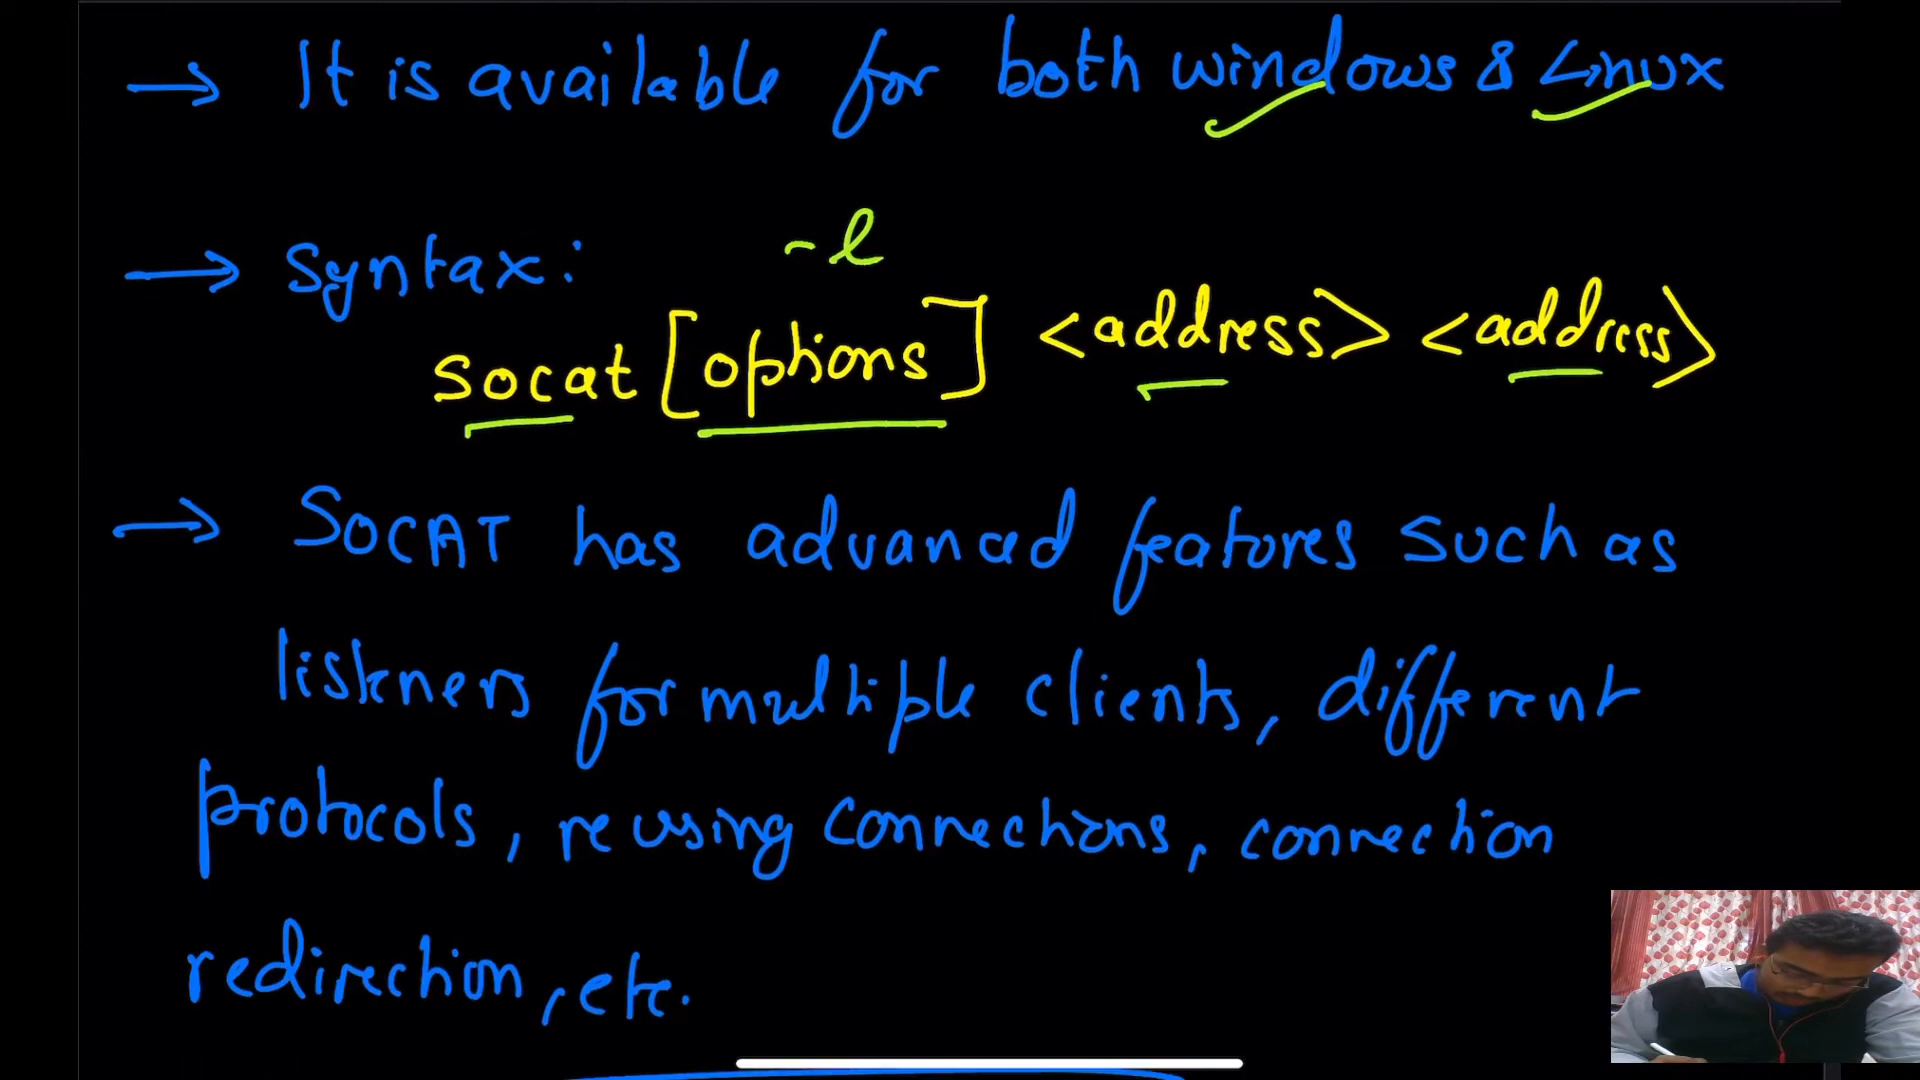 → It is available for both windows & Linux
→ Syntax:
-l
socat [options] <address> <address>
→ SOCAT has advanced features such as
listeners for multiple clients, different
protocols, reusing connections, connection
redirection, etc.